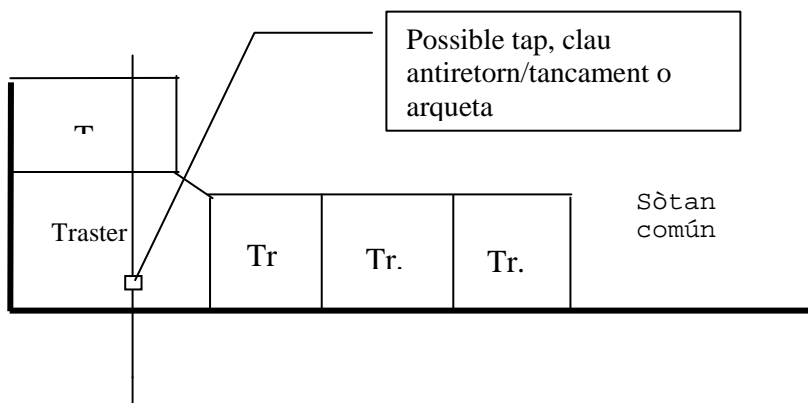 Possible tap, clau
antiretorn/tancament o
arqueta
Sòtan
común
Traster
Tr
Tr.
Tr.